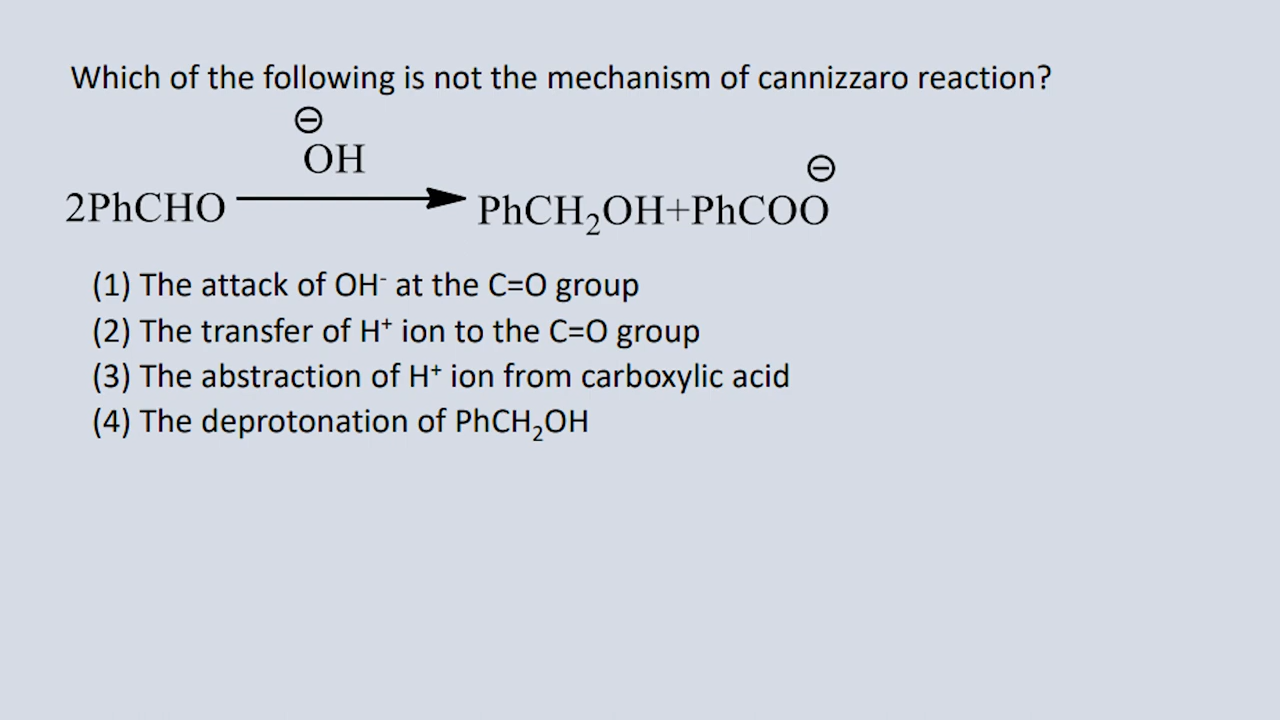 Which of the following is not the mechanism of cannizzaro reaction?
⊖
OH
⊖
2PhCHO PhCH₂OH+PhCOO
(1) The attack of OH⁻ at the C=O group
(2) The transfer of H⁺ ion to the C=O group
(3) The abstraction of H⁺ ion from carboxylic acid
(4) The deprotonation of PhCH₂OH